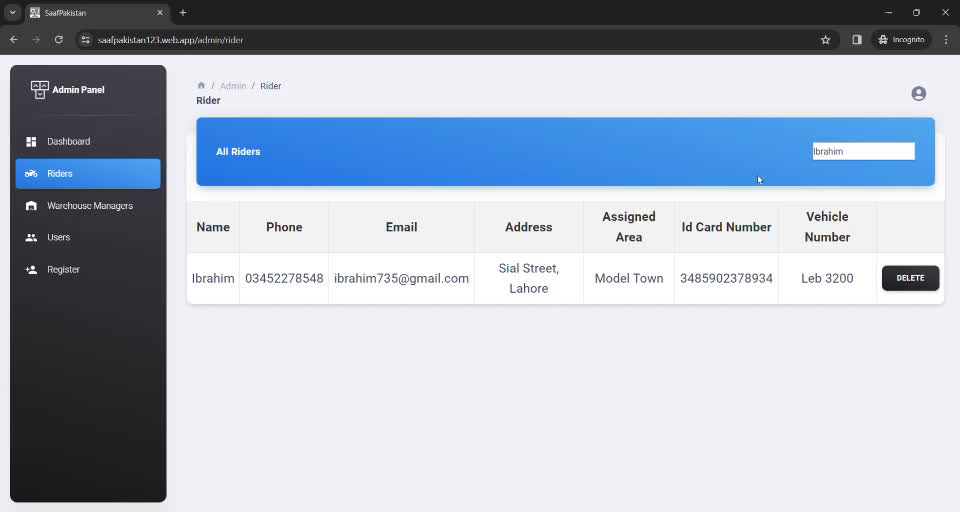 SaafPakistan
saafpakistan123.web.app/admin/rider
Incognito
Admin Panel
Dashboard
Riders
Warehouse Managers
Users
Register
/ Admin / Rider
Rider
All Riders
Ibrahim
Name Phone Email Address Assigned Area Id Card Number Vehicle Number
Ibrahim 03452278548 ibrahim735@gmail.com Sial Street, Lahore Model Town 3485902378934 Leb 3200 DELETE